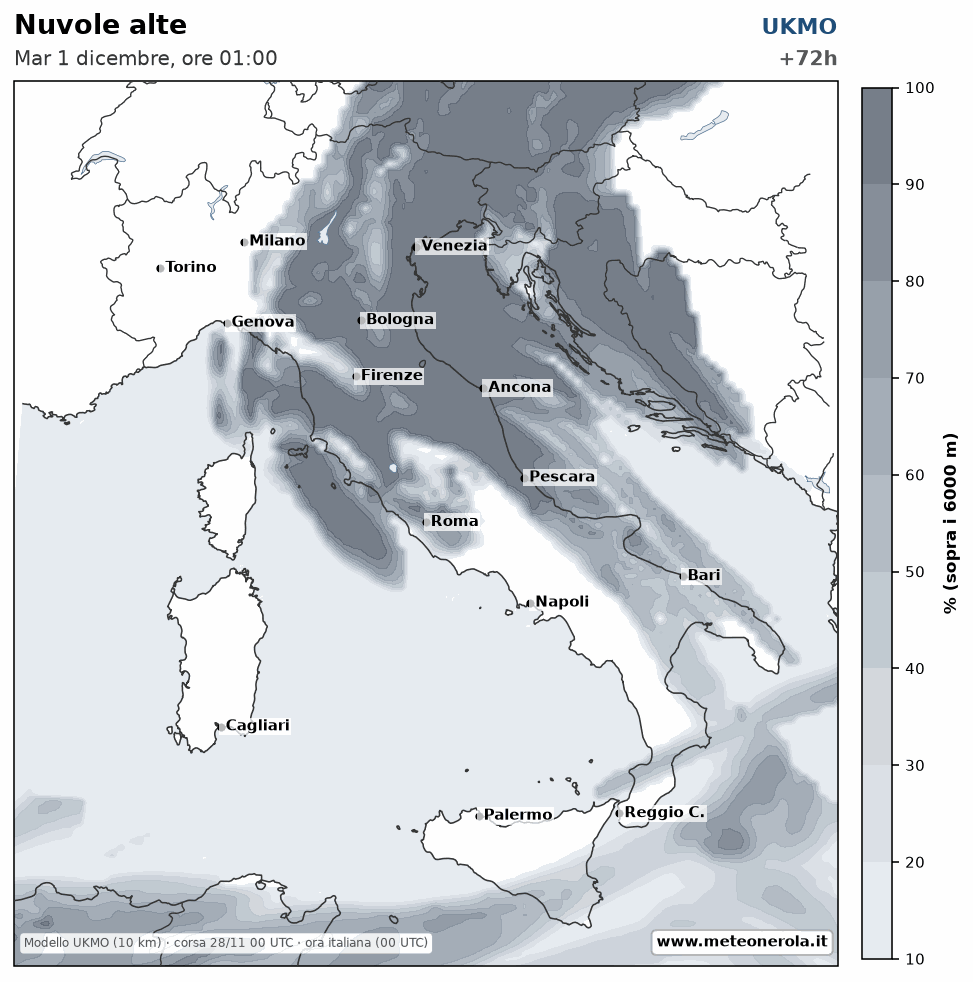 Nuvole alte
UKMO
Mar 1 dicembre, ore 01:00
+72h
100
90
80
70
60
50
40
30
20
10
% (sopra i 6000 m)
Milano
Venezia
Torino
Genova
Bologna
Firenze
Ancona
Pescara
Roma
Bari
Napoli
Cagliari
Palermo
Reggio C.
Modello UKMO (10 km) · corsa 28/11 00 UTC · ora italiana (00 UTC)
www.meteonerola.it